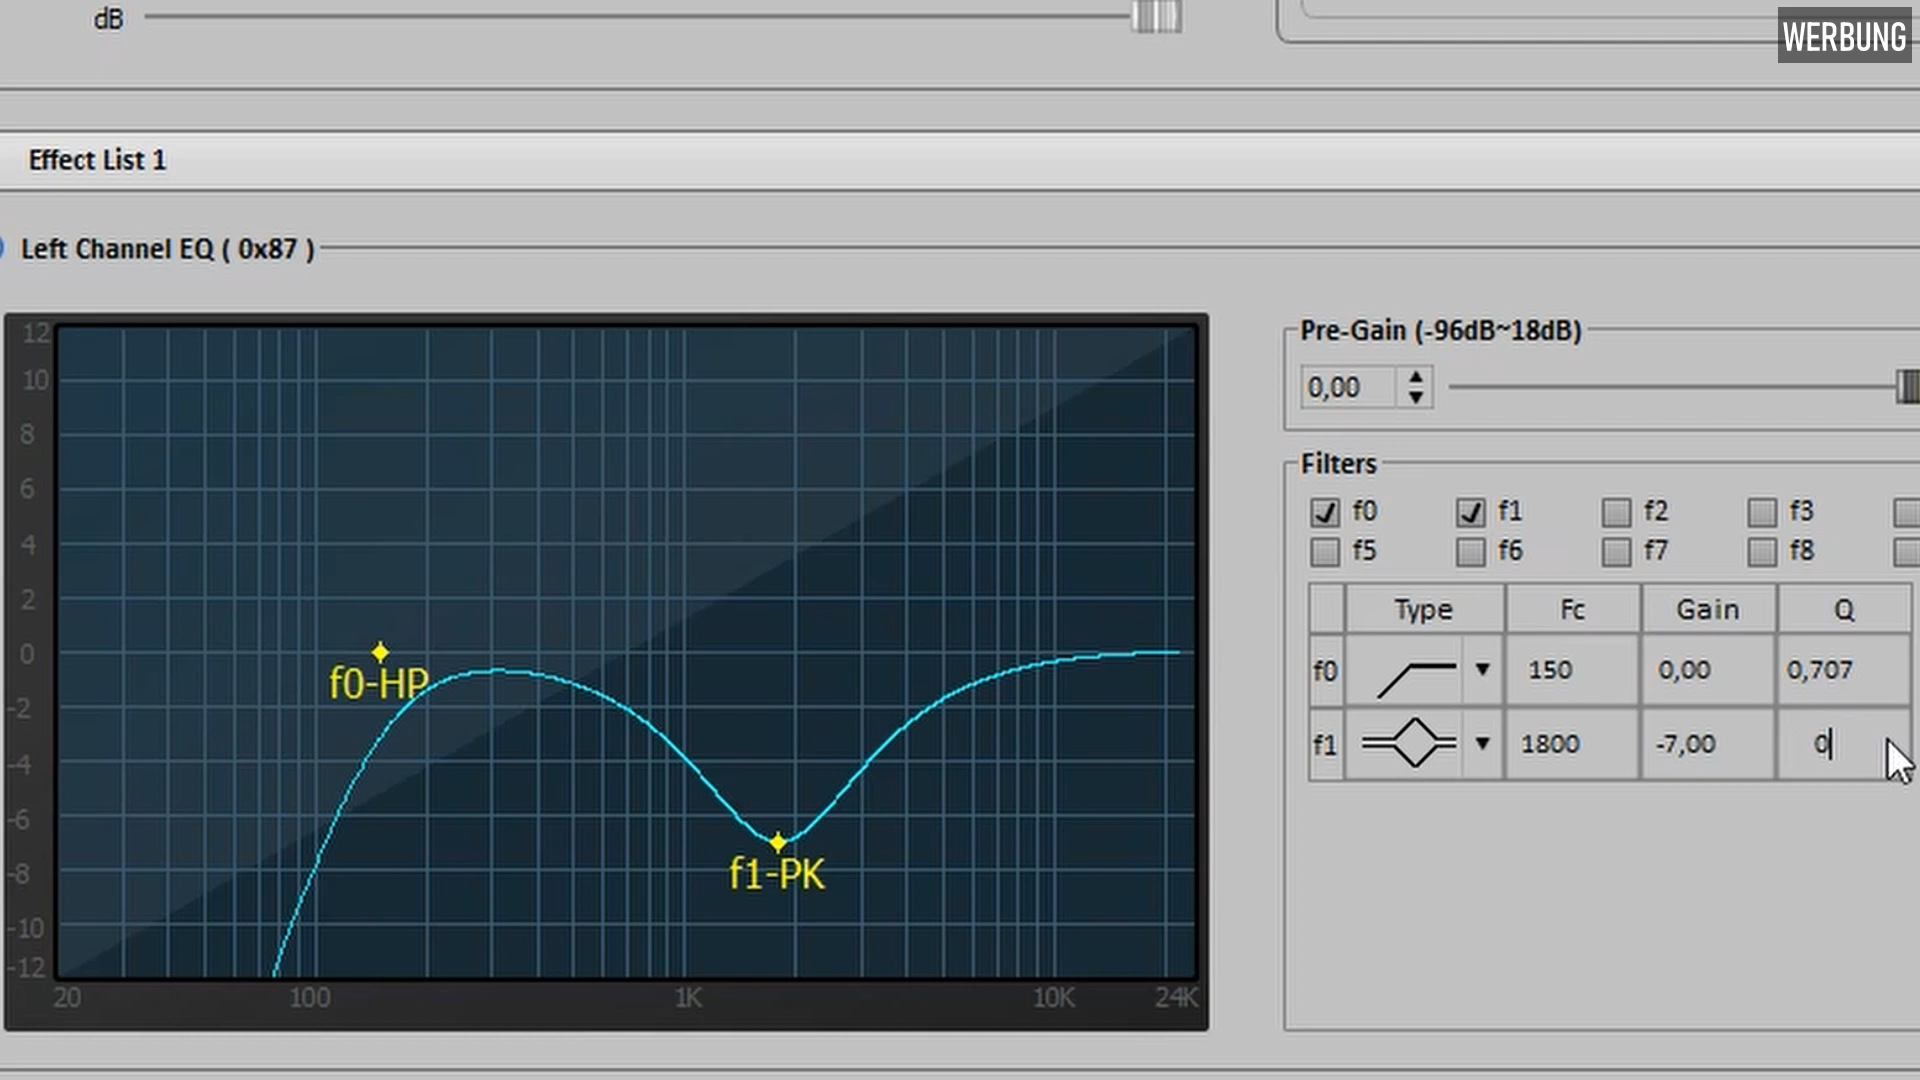 dB
WERBUNG
Effect List 1
Left Channel EQ ( 0x87 )
12
10
8
6
4
2
0
-2
-4
-6
-8
-10
-12
20 100 1K 10K 24K
f0-HP
f1-PK
Pre-Gain (-96dB~18dB)
0,00
Filters
f0 f1 f2 f3
f5 f6 f7 f8
Type Fc Gain Q
f0 150 0,00 0,707
f1 1800 -7,00 0